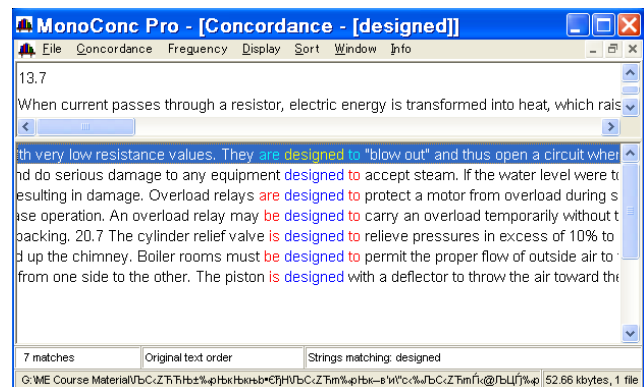 MonoConc Pro - [Concordance - [designed]]
File Concordance Frequency Display Sort Window Info
13.7
When current passes through a resistor, electric energy is transformed into heat, which rais
th very low resistance values. They are designed to "blow out" and thus open a circuit when
nd do serious damage to any equipment designed to accept steam. If the water level were to
esulting in damage. Overload relays are designed to protect a motor from overload during s
ase operation. An overload relay may be designed to carry an overload temporarily without t
packing. 20.7 The cylinder relief valve is designed to relieve pressures in excess of 10% to
d up the chimney. Boiler rooms must be designed to permit the proper flow of outside air to
from one side to the other. The piston is designed with a deflector to throw the air toward the
7 matches Original text order Strings matching: designed
G:\ME Course Material\ 52.66 kbytes, 1 file